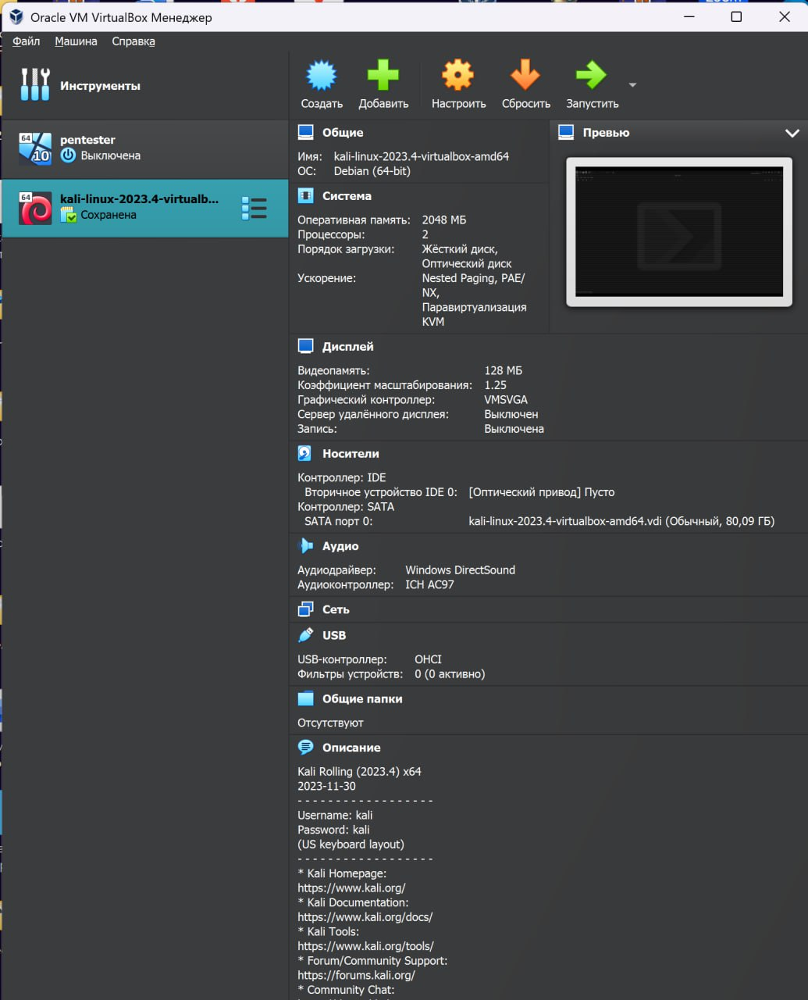 Oracle VM VirtualBox Менеджер
Файл Машина Справка
Инструменты
Создать Добавить Настроить Сбросить Запустить
64
10
pentester
Выключена
64
kali-linux-2023.4-virtualb...
Сохранена
Общие
Имя: kali-linux-2023.4-virtualbox-amd64
ОС: Debian (64-bit)
Превью
Система
Оперативная память: 2048 МБ
Процессоры: 2
Порядок загрузки: Жёсткий диск,
Оптический диск
Ускорение: Nested Paging, PAE/
NX,
Паравиртуализация
KVM
Дисплей
Видеопамять: 128 МБ
Коэффициент масштабирования: 1.25
Графический контроллер: VMSVGA
Сервер удалённого дисплея: Выключен
Запись: Выключена
Носители
Контроллер: IDE
Вторичное устройство IDE 0: [Оптический привод] Пусто
Контроллер: SATA
SATA порт 0: kali-linux-2023.4-virtualbox-amd64.vdi (Обычный, 80,09 ГБ)
Аудио
Аудиодрайвер: Windows DirectSound
Аудиоконтроллер: ICH AC97
Сеть
USB
USB-контроллер: OHCI
Фильтры устройств: 0 (0 активно)
Общие папки
Отсутствуют
Описание
Kali Rolling (2023.4) x64
2023-11-30
- - - - - - - - - - - - - - - - - -
Username: kali
Password: kali
(US keyboard layout)
- - - - - - - - - - - - - - - - - -
* Kali Homepage:
https://www.kali.org/
* Kali Documentation:
https://www.kali.org/docs/
* Kali Tools:
https://www.kali.org/tools/
* Forum/Community Support:
https://forums.kali.org/
* Community Chat: